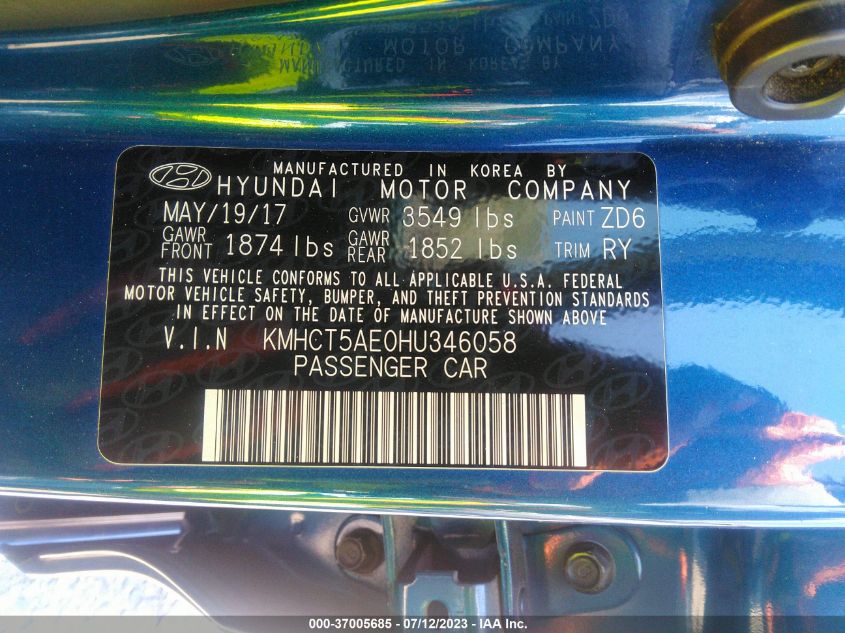 MANUFACTURED IN KOREA BY
HYUNDAI MOTOR COMPANY
MAY/19/17 GVWR 3549 lbs PAINT ZD6
GAWR FRONT 1874 lbs GAWR REAR 1852 lbs TRIM RY
THIS VEHICLE CONFORMS TO ALL APPLICABLE U.S.A. FEDERAL
MOTOR VEHICLE SAFETY, BUMPER, AND THEFT PREVENTION STANDARDS
IN EFFECT ON THE DATE OF MANUFACTURE SHOWN ABOVE
V.I.N KMHCT5AE0HU346058
PASSENGER CAR
000-37005685 / 07/12/2023 - IAA Inc.